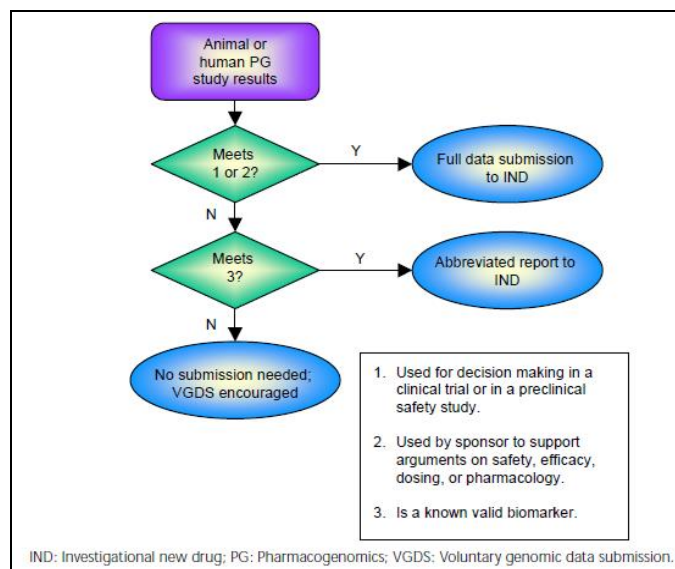 Animal or
human PG
study results
Meets
1 or 2?
Y
Full data submission
to IND
N
Meets
3?
Y
Abbreviated report to
IND
N
No submission needed;
VGDS encouraged
1. Used for decision making in a
clinical trial or in a preclinical
safety study.
2. Used by sponsor to support
arguments on safety, efficacy,
dosing, or pharmacology.
3. Is a known valid biomarker.
IND: Investigational new drug; PG: Pharmacogenomics; VGDS: Voluntary genomic data submission.